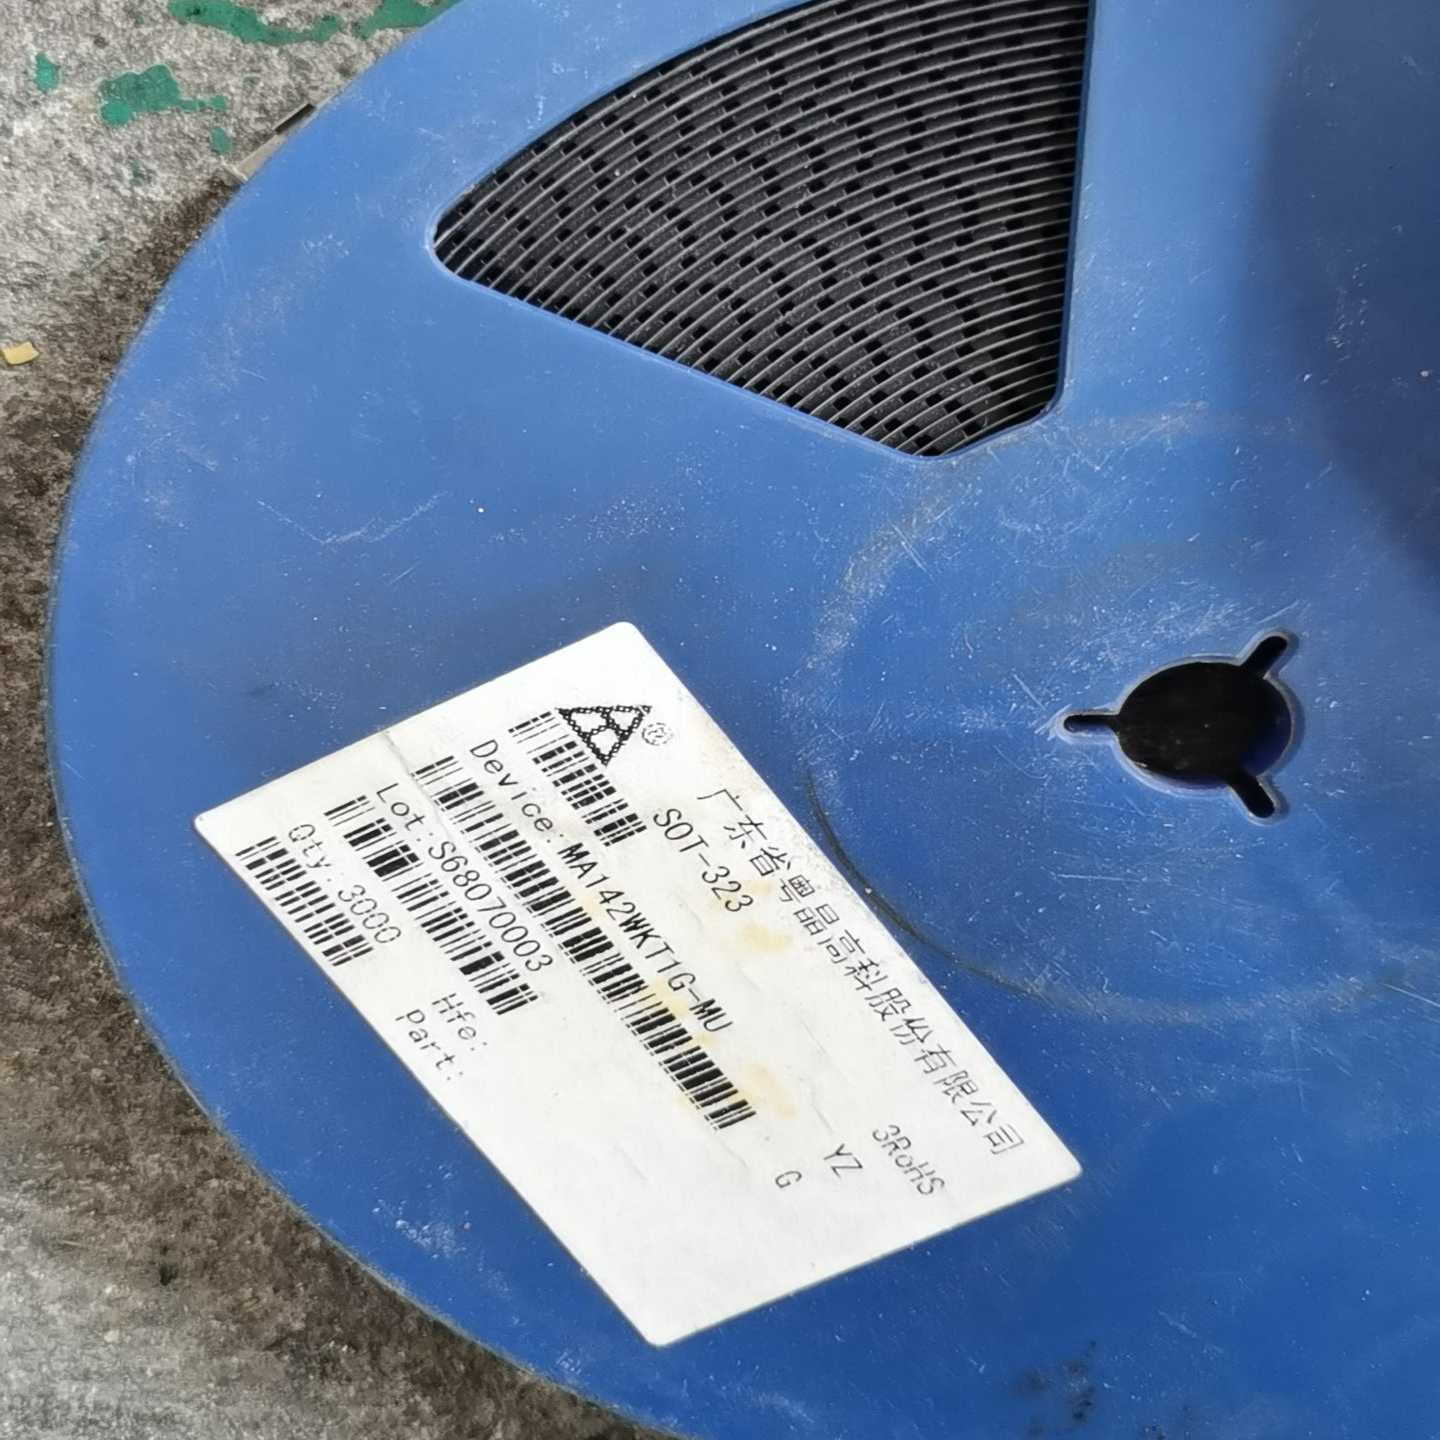 广东省粤晶高科股份有限公司
SOT-323
3RoHS
Device:MA142WKT1G-MU
YZ
Lot:S68070003
G
Qty:3000
Hfe:
Part: